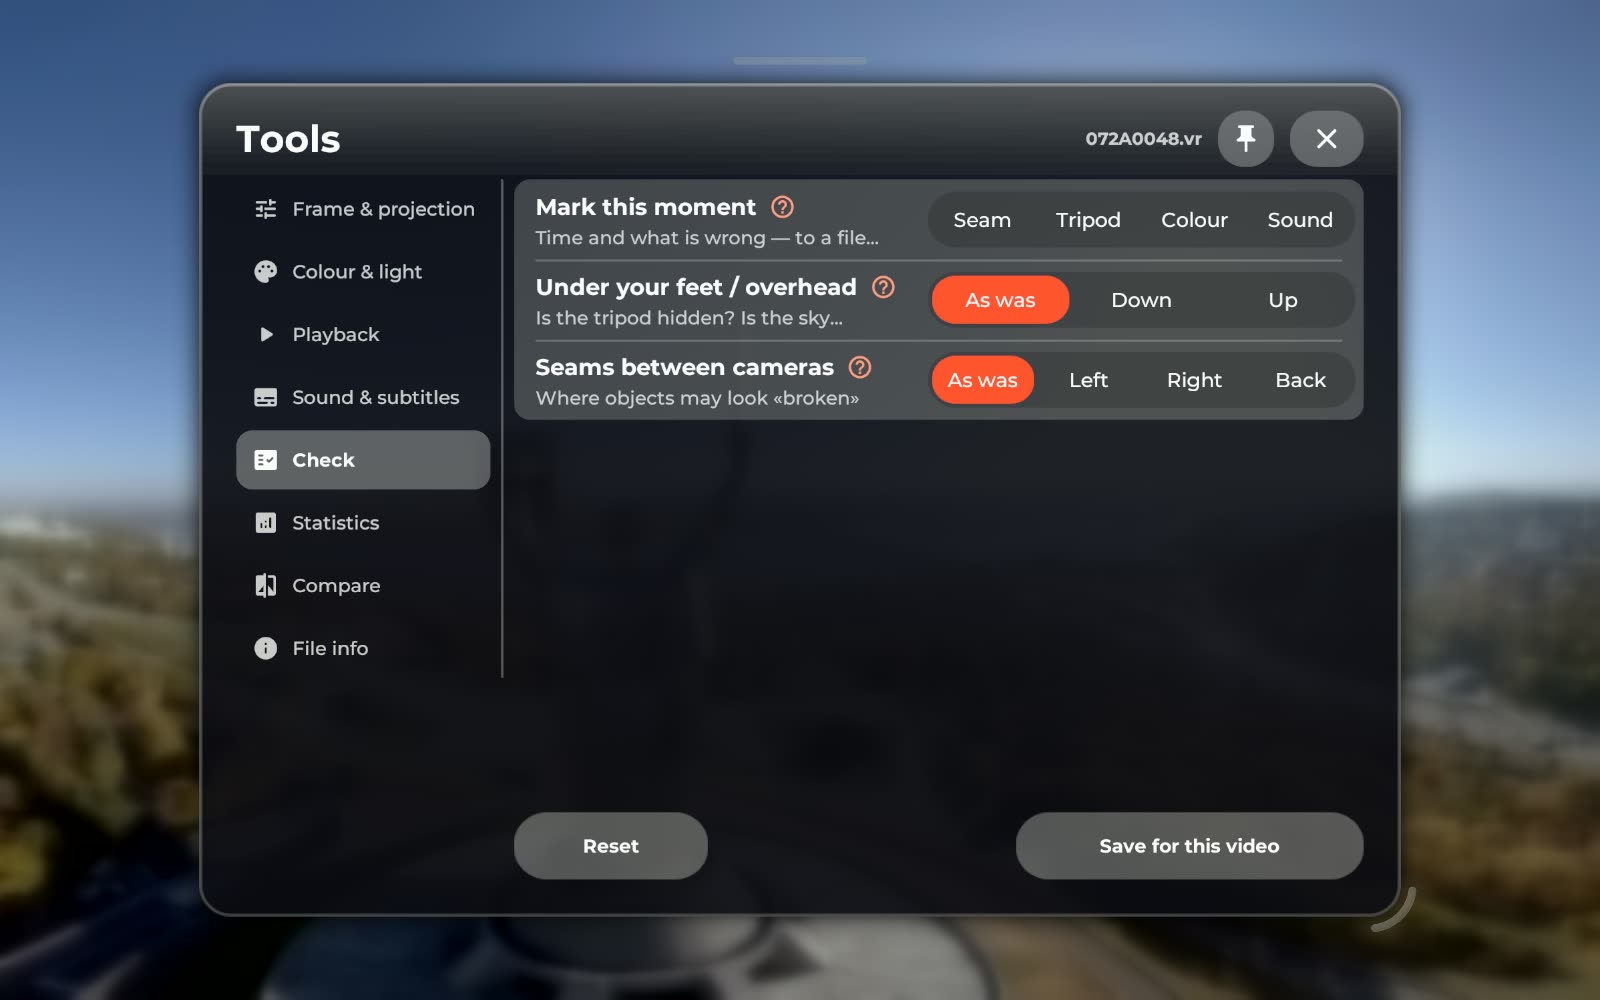 Tools
072A0048.vr
Frame & projection
Colour & light
Playback
Sound & subtitles
Check
Statistics
Compare
File info
Mark this moment
Time and what is wrong — to a file...
Seam Tripod Colour Sound
Under your feet / overhead
Is the tripod hidden? Is the sky...
As was Down Up
Seams between cameras
Where objects may look «broken»
As was Left Right Back
Reset
Save for this video